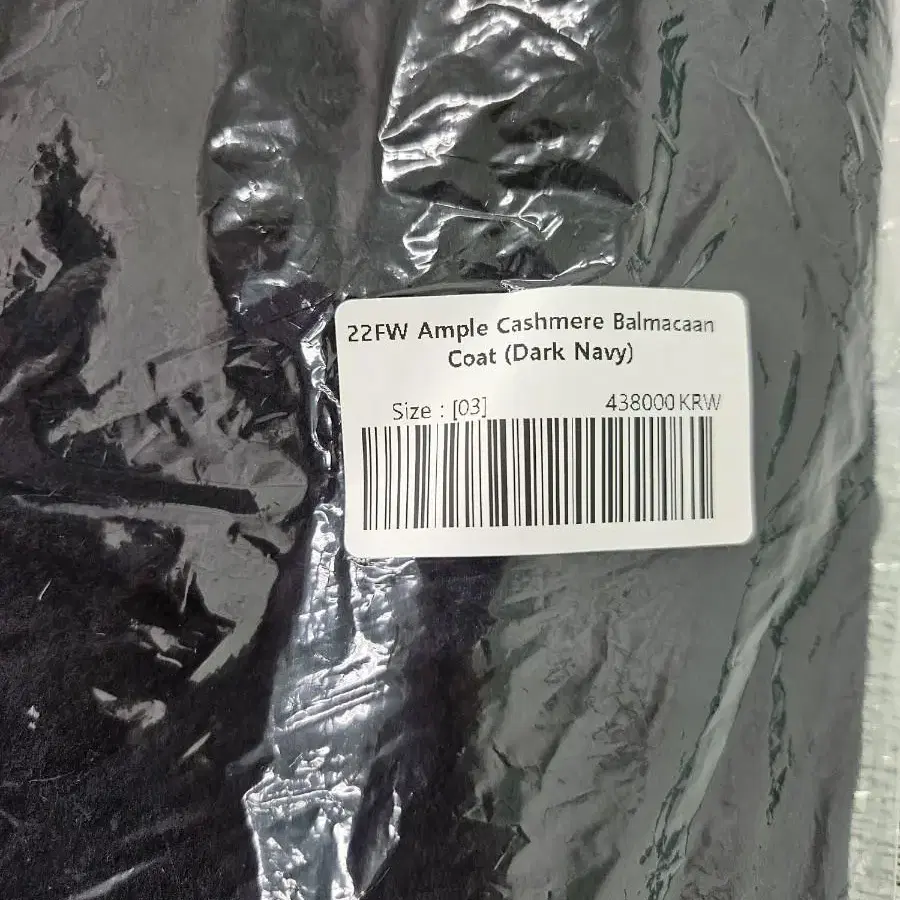 22FW Ample Cashmere Balmacaan
Coat (Dark Navy)
Size : [03] 438000 KRW